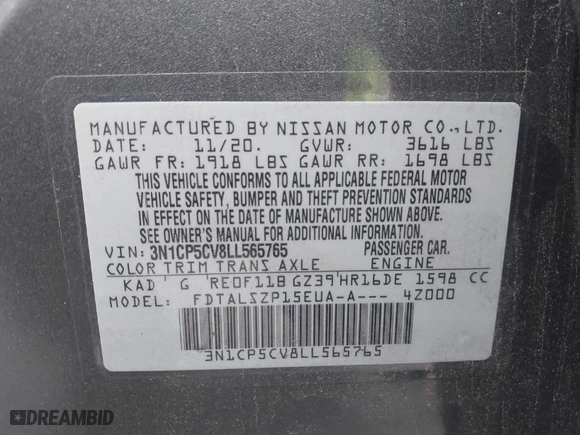 MANUFACTURED BY NISSAN MOTOR CO.,LTD.
DATE: 11/20. GVWR: 3616 LBS
GAWR FR: 1918 LBS GAWR RR: 1698 LBS
THIS VEHICLE CONFORMS TO ALL APPLICABLE FEDERAL MOTOR
VEHICLE SAFETY, BUMPER AND THEFT PREVENTION STANDARDS
IN EFFECT ON THE DATE OF MANUFACTURE SHOWN ABOVE.
SEE OWNER'S MANUAL FOR ADDITIONAL INFORMATION.
VIN: 3N1CP5CV8LL565765 PASSENGER CAR.
COLOR TRIM TRANS AXLE ENGINE
KAD G 'RE0F11B GZ39'HR16DE 1598 CC
MODEL: FDTALSZP15EUA-A--- 4Z000
3N1CP5CV8LL565765
DREAMBID